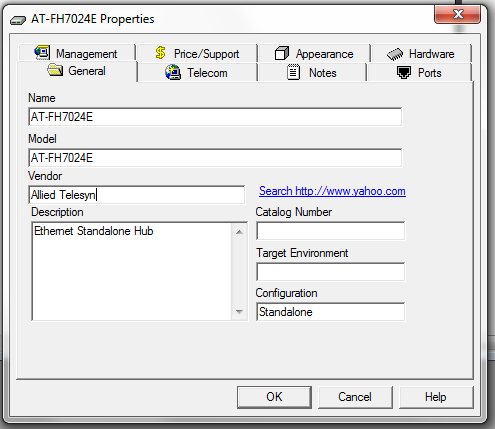 AT-FH7024E Properties
Management
Price/Support
Appearance
Hardware
General
Telecom
Notes
Ports
Name
AT-FH7024E
Model
AT-FH7024E
Vendor
Allied Telesyn
Search http://www.yahoo.com
Description
Ethernet Standalone Hub
Catalog Number
Target Environment
Configuration
Standalone
OK
Cancel
Help